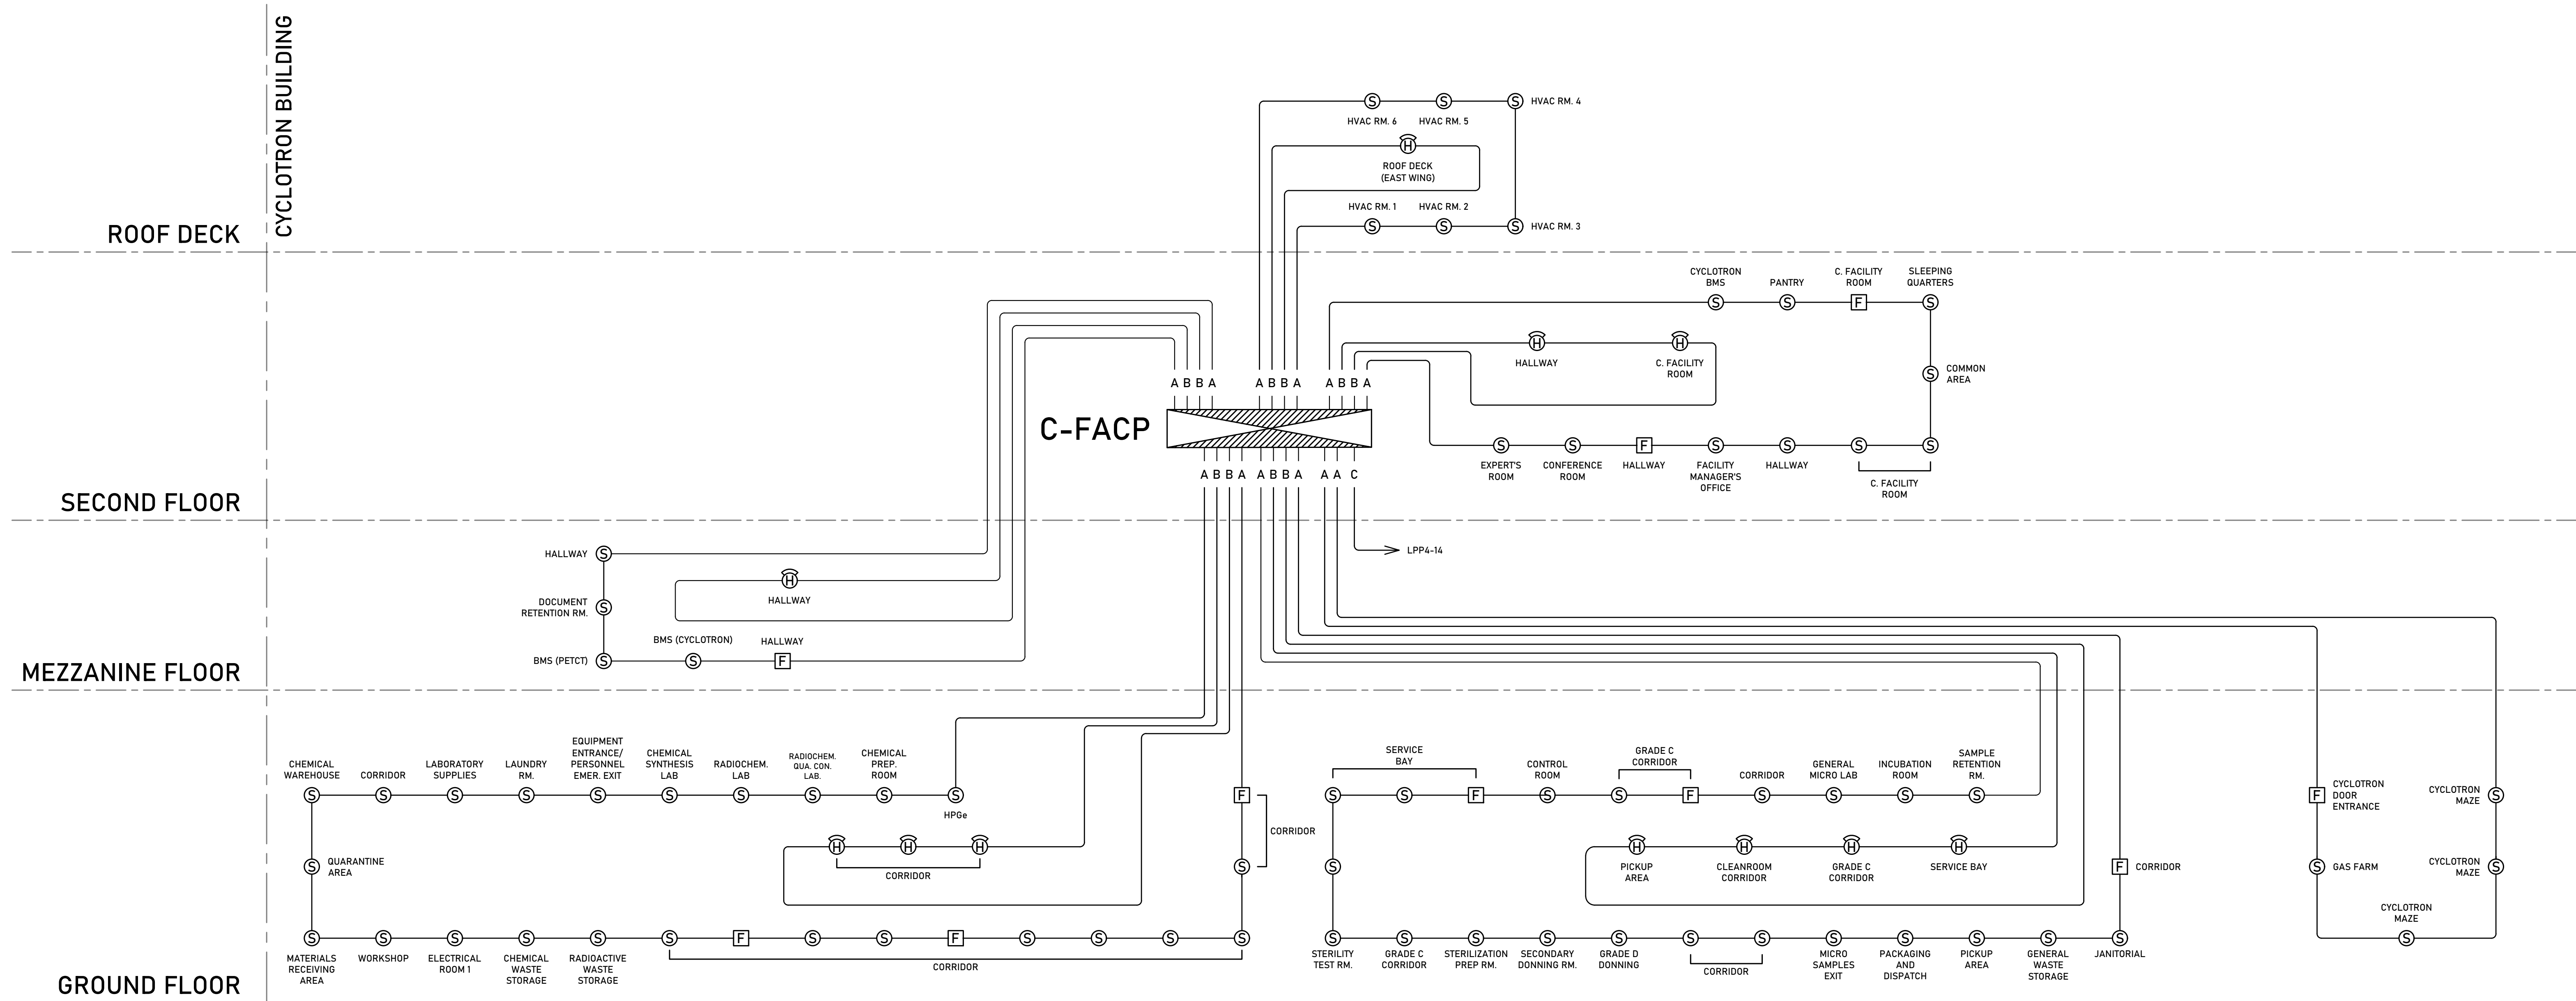 CYCLOTRON BUILDING
ROOF DECK
S
S
S
HVAC RM. 4
HVAC RM. 6
HVAC RM. 5
H
ROOF DECK
(EAST WING)
HVAC RM. 1
HVAC RM. 2
S
S
S
HVAC RM. 3
SECOND FLOOR
CYCLOTRON
BMS
PANTRY
C. FACILITY
ROOM
SLEEPING
QUARTERS
S
S
F
S
H
H
HALLWAY
C. FACILITY
ROOM
S
COMMON
AREA
A B B A
A B B A
A B B A
C-FACP
S
S
F
S
S
S
S
EXPERT'S
ROOM
CONFERENCE
ROOM
HALLWAY
FACILITY
MANAGER'S
OFFICE
HALLWAY
C. FACILITY
ROOM
A B B A
A B B A
A A C
MEZZANINE FLOOR
HALLWAY
S
LPP4-14
H
HALLWAY
DOCUMENT
RETENTION RM.
S
BMS (CYCLOTRON)
HALLWAY
BMS (PETCT)
S
S
F
GROUND FLOOR
CHEMICAL
WAREHOUSE
CORRIDOR
LABORATORY
SUPPLIES
LAUNDRY
RM.
EQUIPMENT
ENTRANCE/
PERSONNEL
EMER. EXIT
CHEMICAL
SYNTHESIS
LAB
RADIOCHEM.
LAB
RADIOCHEM.
QUA. CON.
LAB.
CHEMICAL
PREP.
ROOM
S
S
S
S
S
S
S
S
S
S
HPGe
F
CORRIDOR
S
S
QUARANTINE
AREA
H
H
H
CORRIDOR
S
S
S
S
S
S
F
S
S
F
S
S
S
S
MATERIALS
RECEIVING
AREA
WORKSHOP
ELECTRICAL
ROOM 1
CHEMICAL
WASTE
STORAGE
RADIOACTIVE
WASTE
STORAGE
CORRIDOR
SERVICE
BAY
CONTROL
ROOM
GRADE C
CORRIDOR
CORRIDOR
GENERAL
MICRO LAB
INCUBATION
ROOM
SAMPLE
RETENTION
RM.
S
S
F
S
S
F
S
S
S
S
S
H
H
H
H
PICKUP
AREA
CLEANROOM
CORRIDOR
GRADE C
CORRIDOR
SERVICE BAY
F
CORRIDOR
S
S
S
S
S
S
S
S
S
S
S
S
STERILITY
TEST RM.
GRADE C
CORRIDOR
STERILIZATION
PREP RM.
SECONDARY
DONNING RM.
GRADE D
DONNING
CORRIDOR
MICRO
SAMPLES
EXIT
PACKAGING
AND
DISPATCH
PICKUP
AREA
GENERAL
WASTE
STORAGE
JANITORIAL
F
CYCLOTRON
DOOR
ENTRANCE
CYCLOTRON
MAZE
S
S
GAS FARM
CYCLOTRON
MAZE
S
CYCLOTRON
MAZE
S